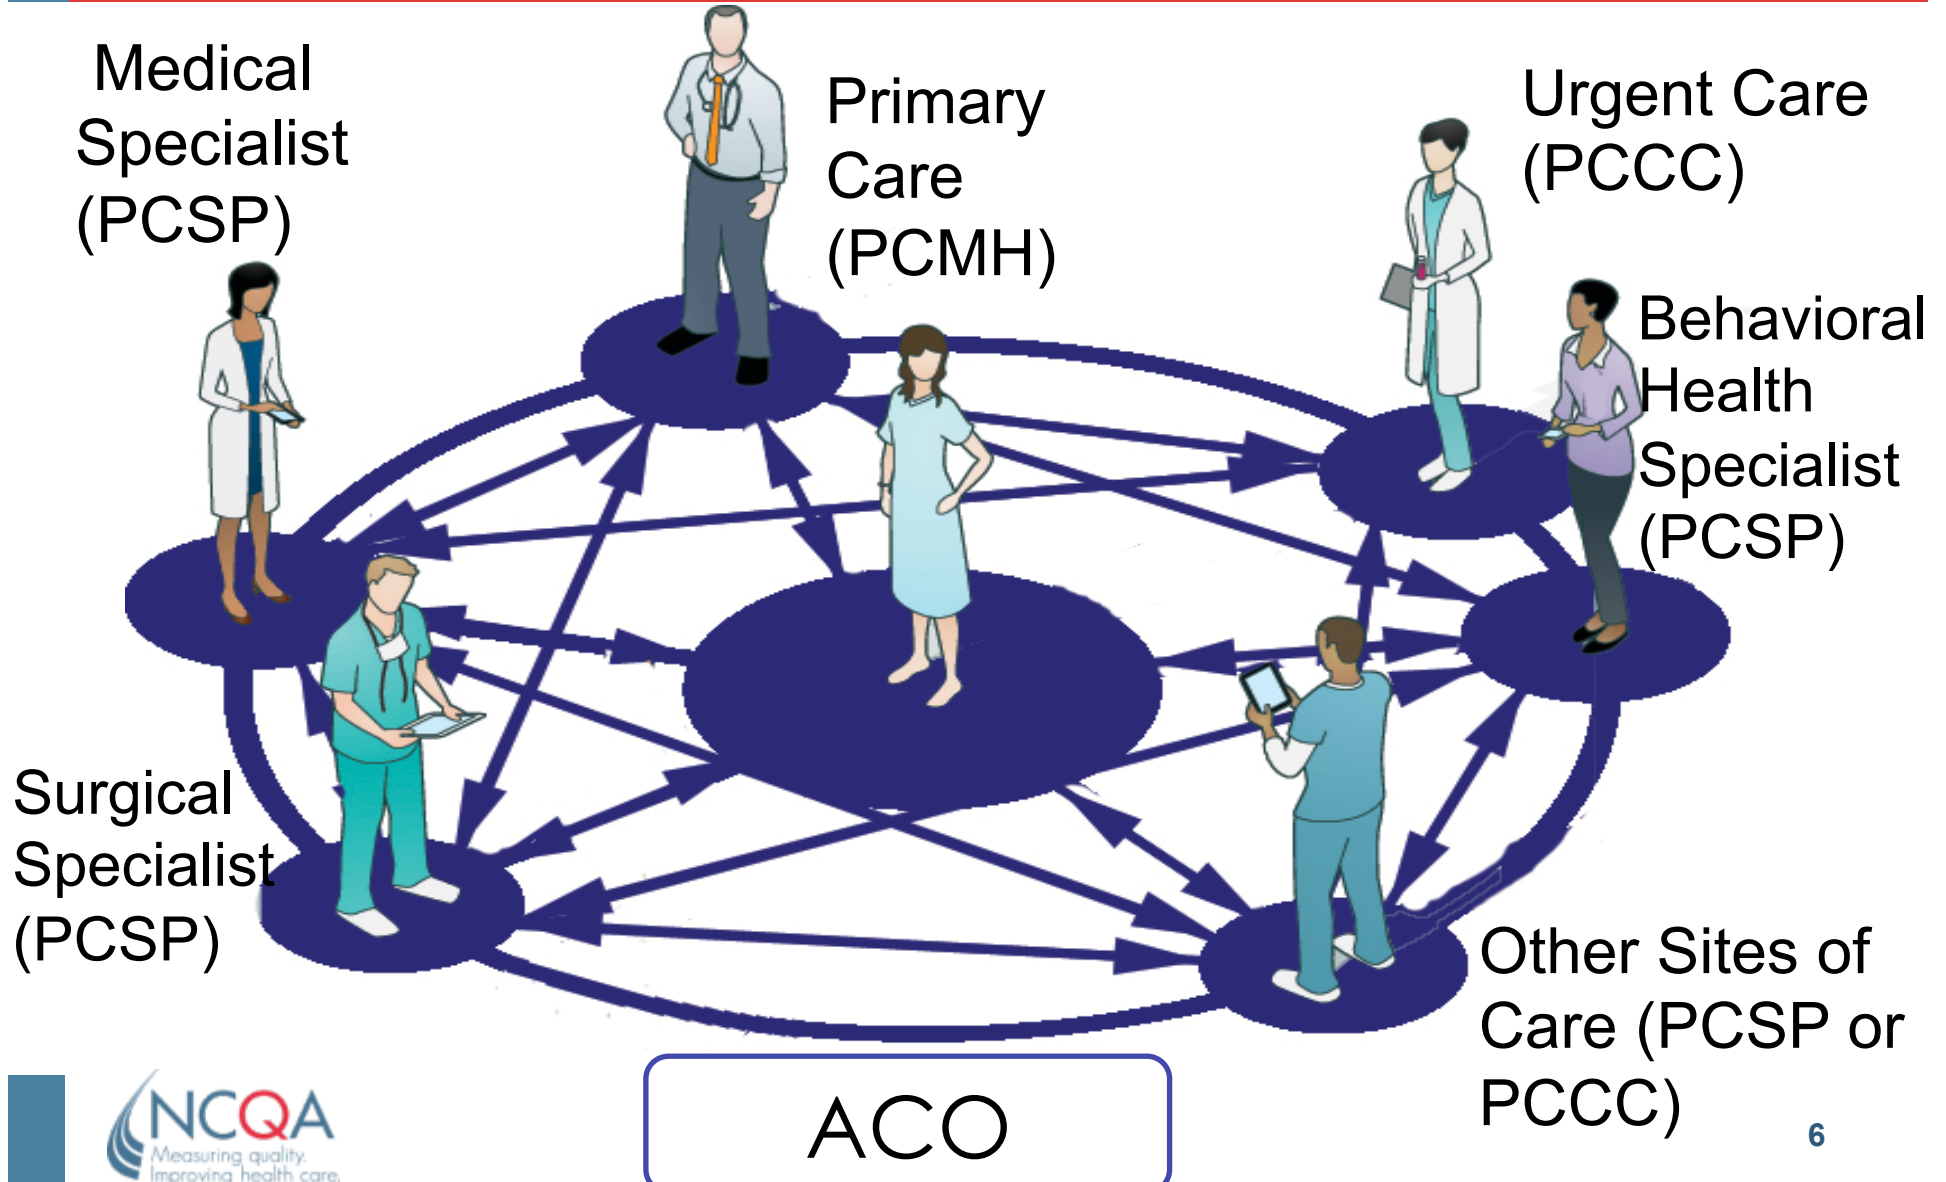 Medical
Specialist
(PCSP)
Primary
Care
(PCMH)
Urgent Care
(PCCC)
Behavioral
Health
Specialist
(PCSP)
Surgical
Specialist
(PCSP)
Other Sites of
Care (PCSP or
PCCC)
NCQA
Measuring quality.
Improving health care.
ACO
6